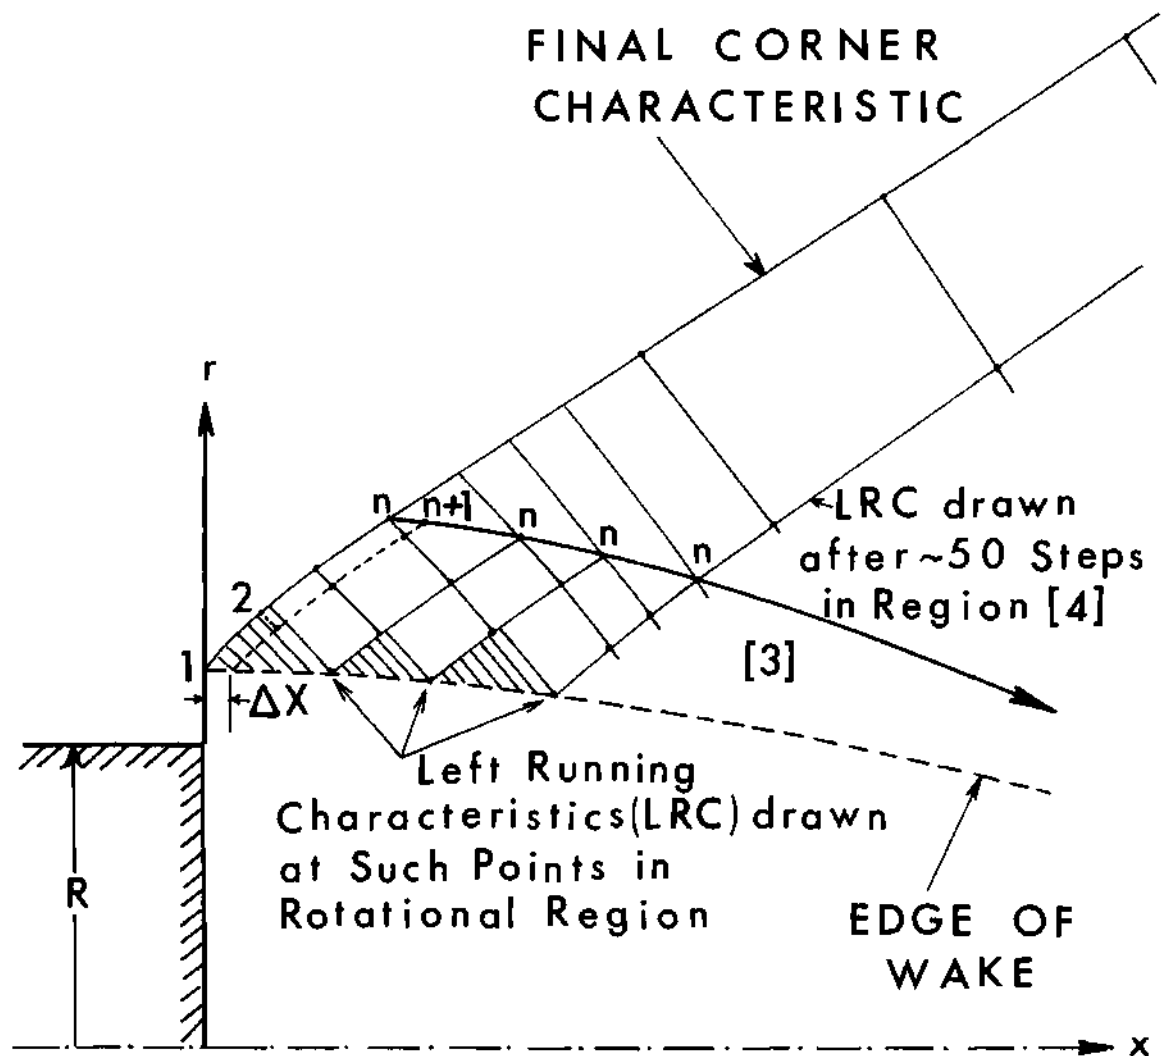 FINAL CORNER
CHARACTERISTIC
r
n
n+1
n
n
n
2
1
ΔX
LRC drawn
after ~50 Steps
in Region [4]
[3]
Left Running
Characteristics (LRC) drawn
at Such Points in
Rotational Region
R
EDGE OF
WAKE
x